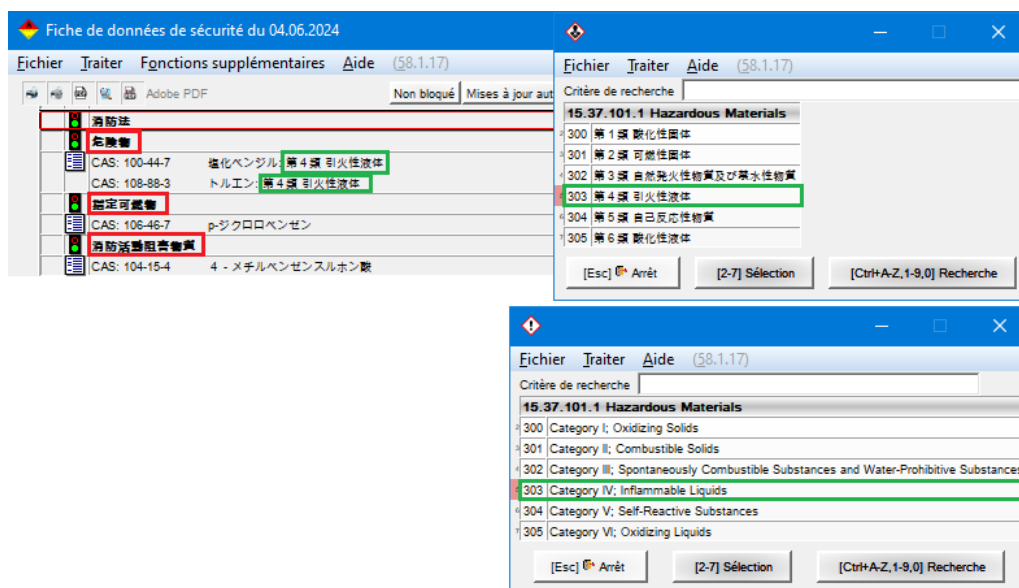 Fiche de données de sécurité du 04.06.2024
Fichier Traiter Fonctions supplémentaires Aide (58.1.17)
Adobe PDF Non bloqué Mises à jour aut
消防法
危険物
CAS: 100-44-7 塩化ベンジル: 第4類 引火性液体
CAS: 108-88-3 トルエン: 第4類 引火性液体
指定可燃物
CAS: 106-46-7 p-ジクロロベンゼン
消防活動阻害物質
CAS: 104-15-4 4 - メチルベンゼンスルホン酸
Fichier Traiter Aide (58.1.17)
Critère de recherche
15.37.101.1 Hazardous Materials
2 300 第1類 酸化性固体
3 301 第2類 可燃性固体
4 302 第3類 自然発火性物質及び禁水性物質
5 303 第4類 引火性液体
6 304 第5類 自己反応性物質
7 305 第6類 酸化性液体
[Esc] Arrêt [2-7] Sélection [Ctrl+A-Z,1-9,0] Recherche
Fichier Traiter Aide (58.1.17)
Critère de recherche
15.37.101.1 Hazardous Materials
2 300 Category I; Oxidizing Solids
3 301 Category II; Combustible Solids
4 302 Category III; Spontaneously Combustible Substances and Water-Prohibitive Substances
5 303 Category IV; Inflammable Liquids
6 304 Category V; Self-Reactive Substances
7 305 Category VI; Oxidizing Liquids
[Esc] Arrêt [2-7] Sélection [Ctrl+A-Z,1-9,0] Recherche